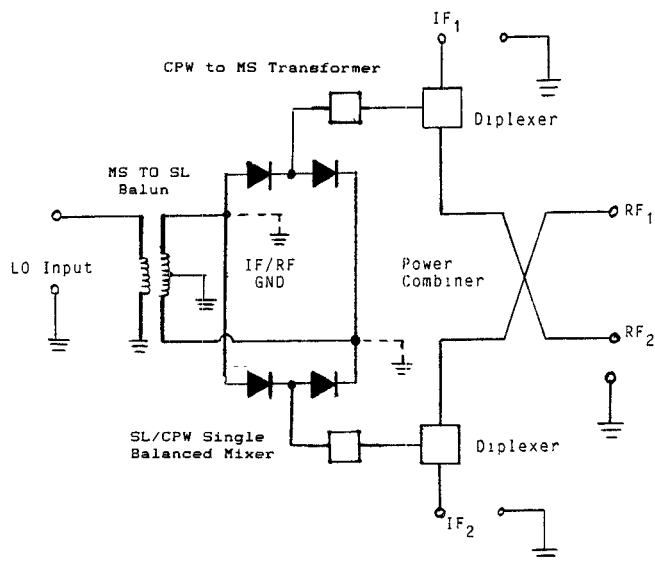 IF1
CPW to MS Transformer
Diplexer
MS TO SL
Balun
RF1
LO Input
IF/RF
GND
Power
Combiner
RF2
SL/CPW Single
Balanced Mixer
Diplexer
IF2